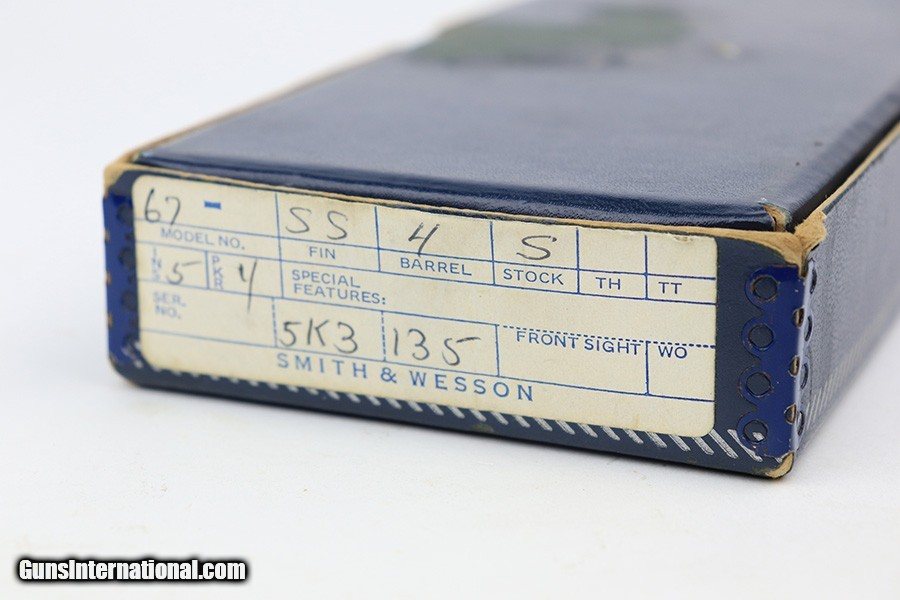 67 - SS 4 S
MODEL NO. FIN BARREL STOCK TH TT
INS 5 PKR 4 SPECIAL FEATURES:
SER. NO. 5K3 135 FRONT SIGHT WO
SMITH & WESSON
GunsInternational.com